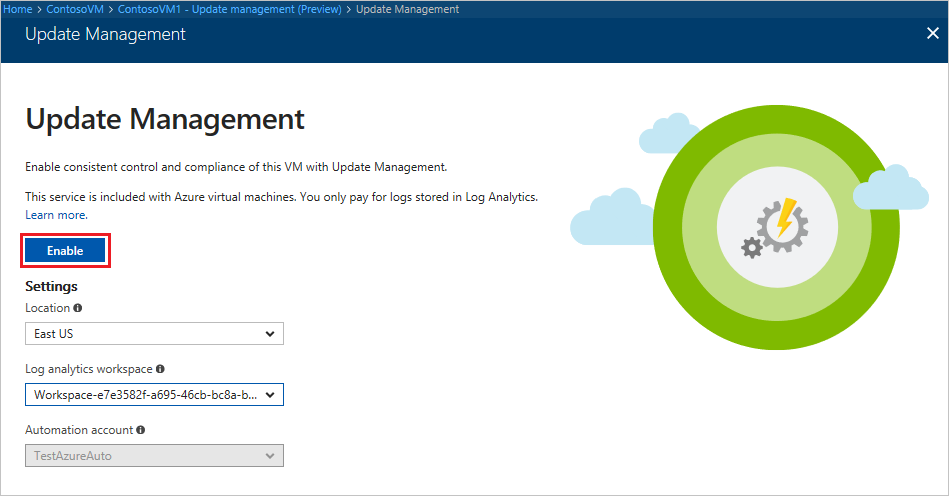 Home > ContosoVM > ContosoVM1 - Update management (Preview) > Update Management
Update Management
Update Management
Enable consistent control and compliance of this VM with Update Management.
This service is included with Azure virtual machines. You only pay for logs stored in Log Analytics.
Learn more.
Enable
Settings
Location
East US
Log analytics workspace
Workspace-e7e3582f-a695-46cb-bc8a-b...
Automation account
TestAzureAuto